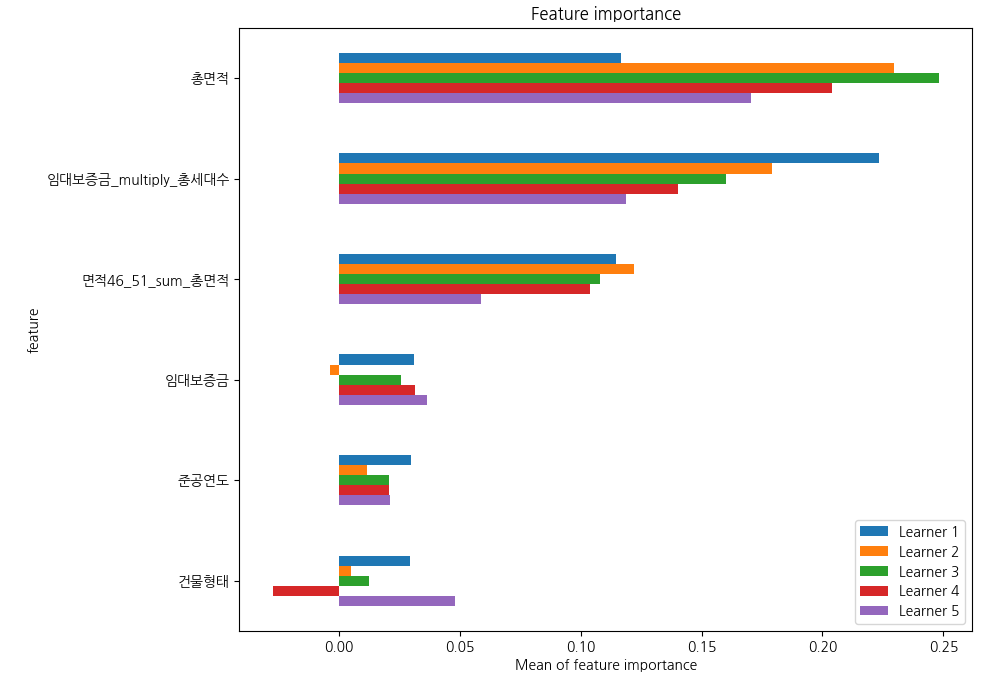 Feature importance
feature
총면적
임대보증금_multiply_총세대수
면적46_51_sum_총면적
임대보증금
준공연도
건물형태
Learner 1
Learner 2
Learner 3
Learner 4
Learner 5
0.00 0.05 0.10 0.15 0.20 0.25
Mean of feature importance